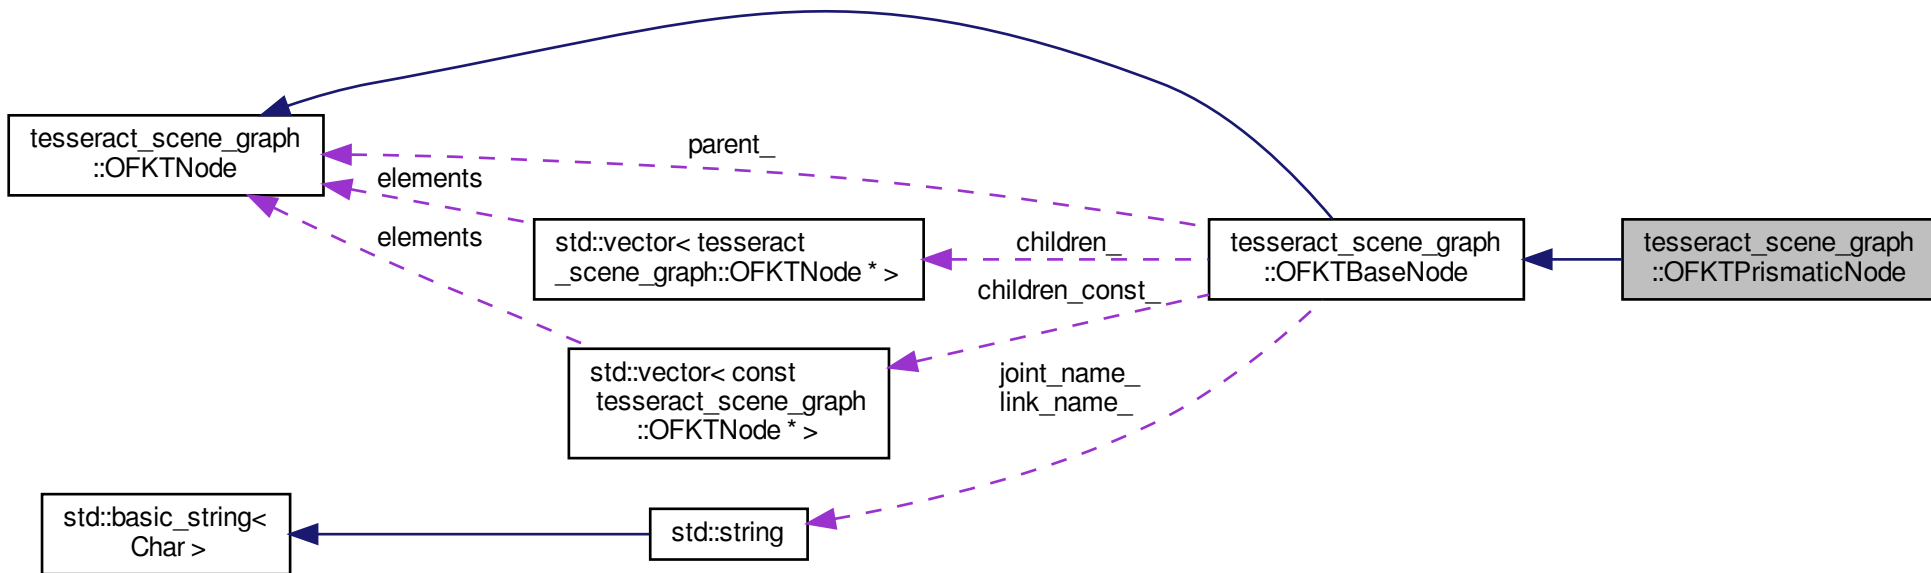 tesseract_scene_graph
::OFKTNode
parent_
elements
elements
std::vector< tesseract
_scene_graph::OFKTNode * >
children_
children_const_
tesseract_scene_graph
::OFKTBaseNode
tesseract_scene_graph
::OFKTPrismaticNode
std::vector< const
tesseract_scene_graph
::OFKTNode * >
joint_name_
link_name_
std::basic_string<
Char >
std::string